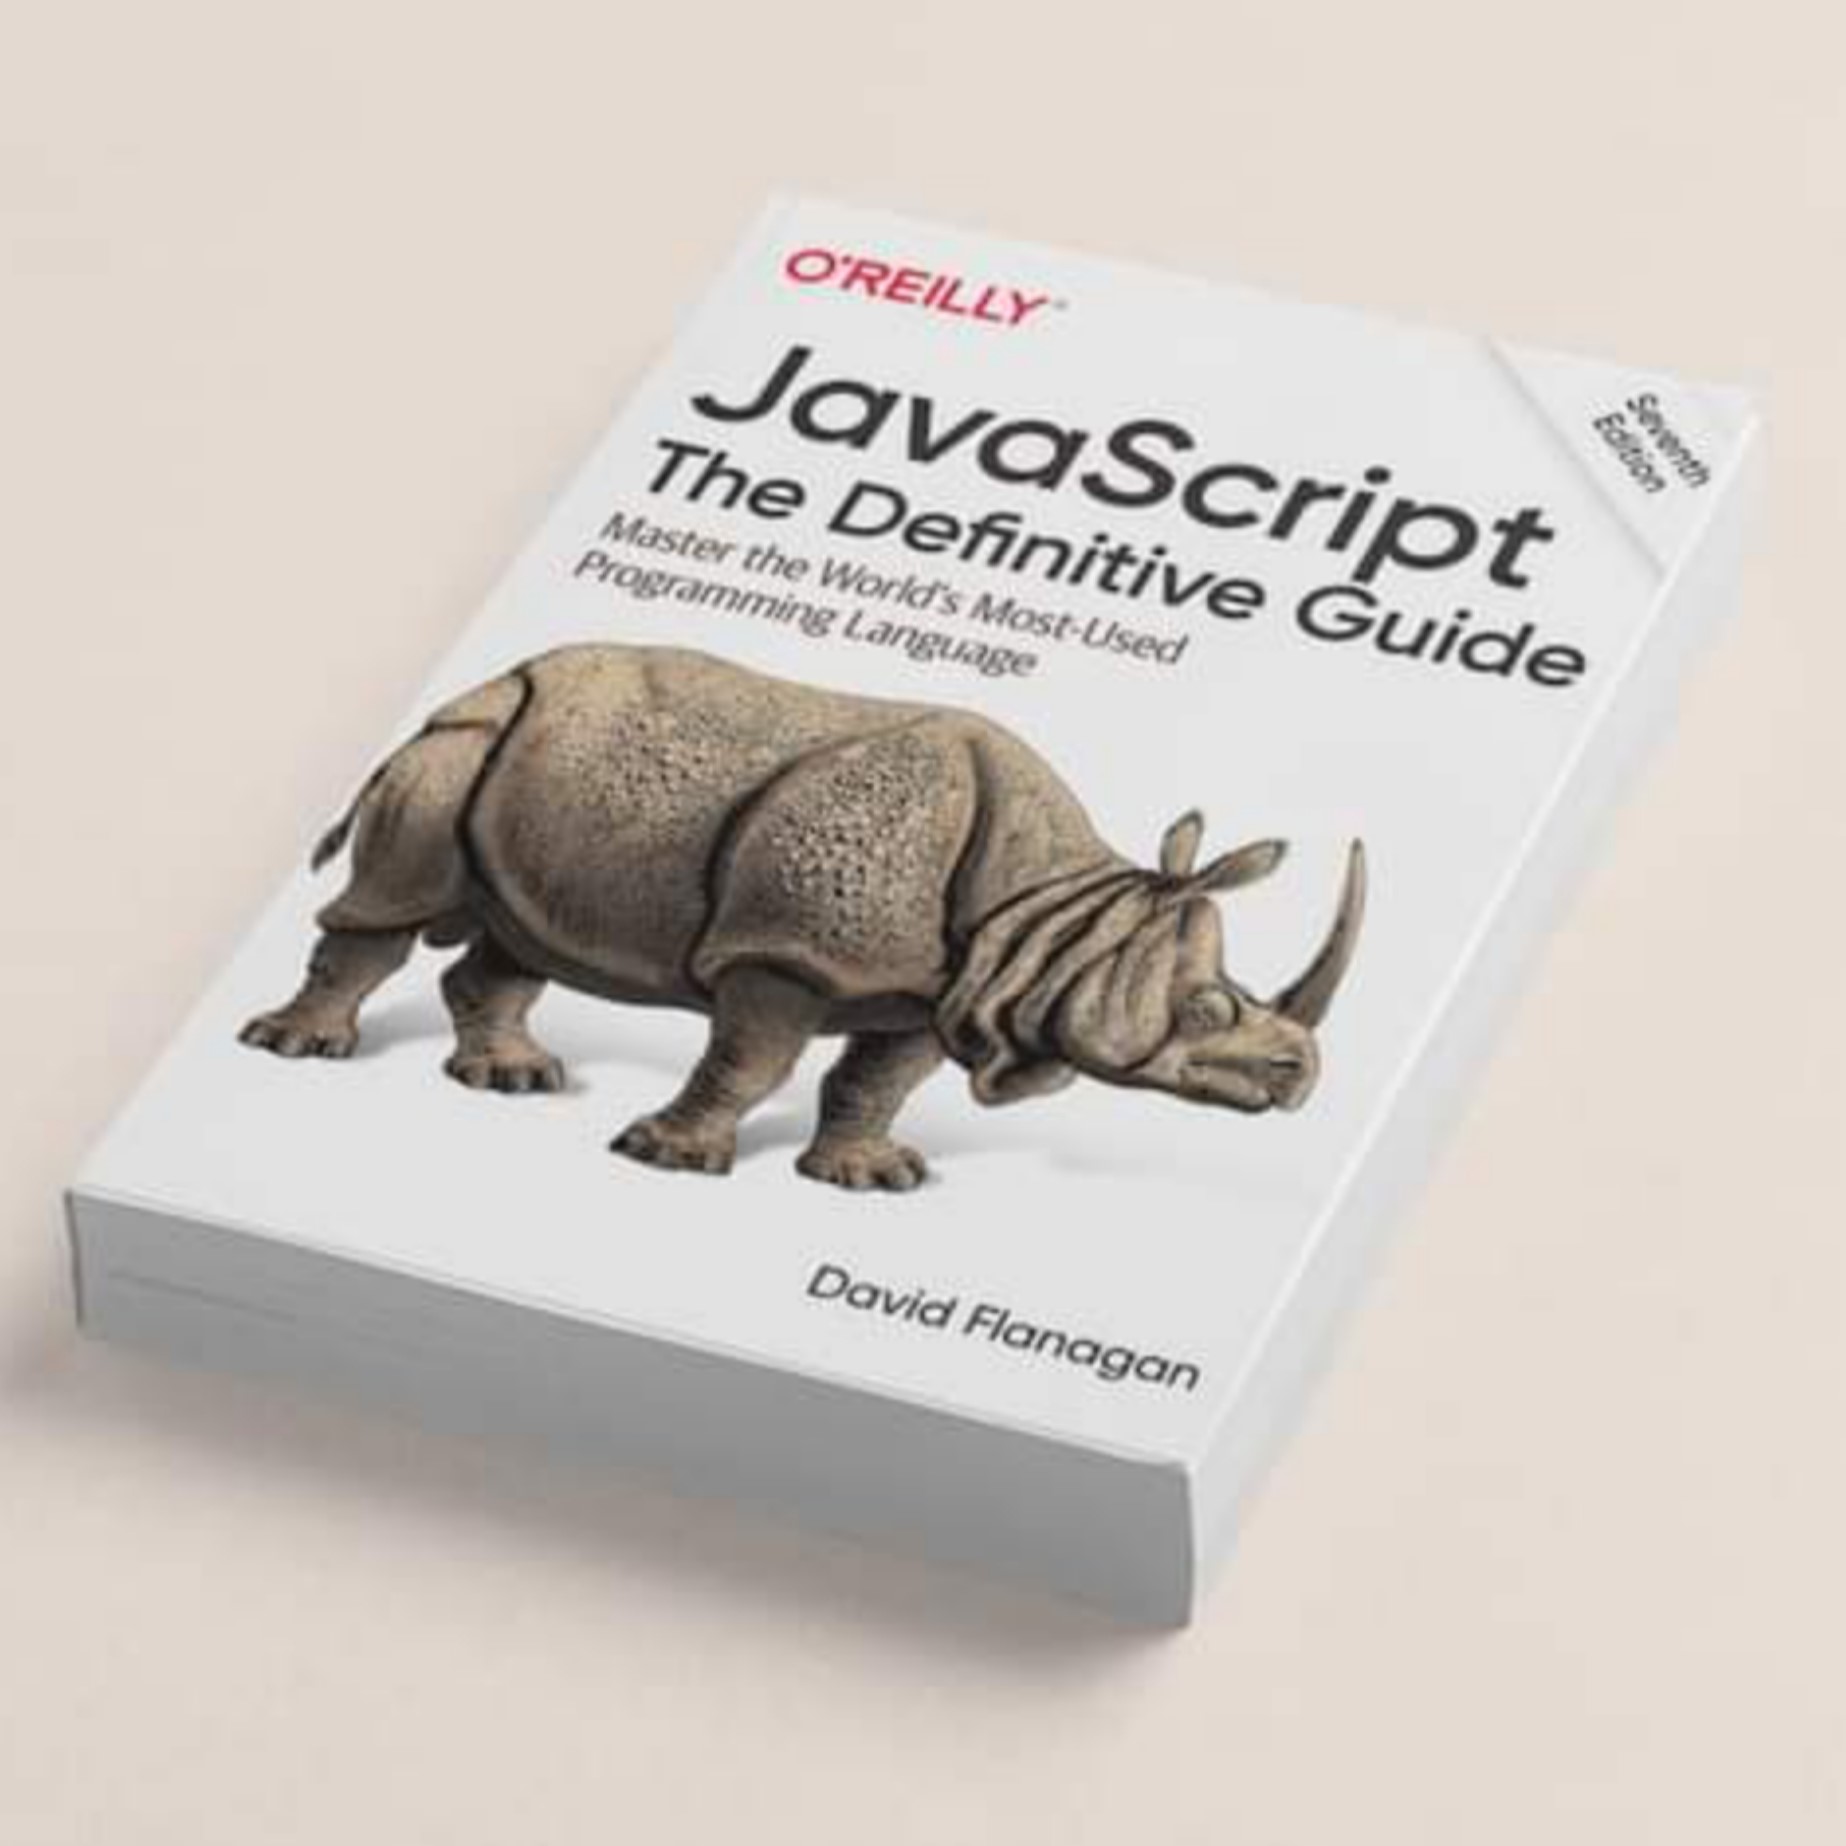 O'REILLY
Seventh
Edition
JavaScript
The Definitive Guide
Master the World's Most-Used
Programming Language
David Flanagan